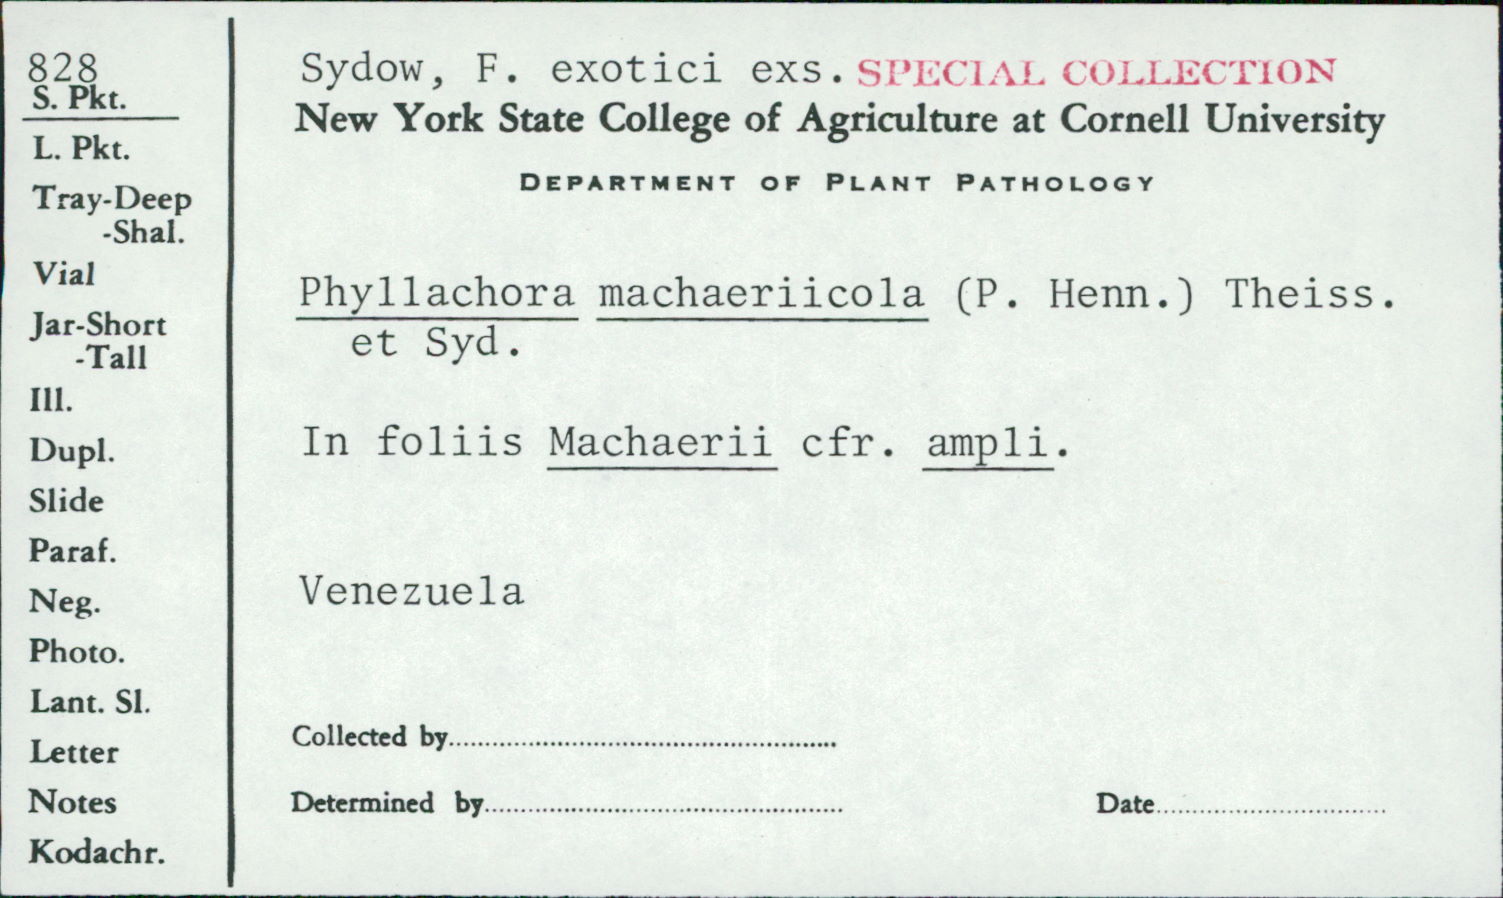 828
S. Pkt.
L. Pkt.
Tray-Deep
-Shal.
Vial
Jar-Short
-Tall
Ill.
Dupl.
Slide
Paraf.
Neg.
Photo.
Lant. Sl.
Letter
Notes
Kodachr.
Sydow, F. exotici exs. SPECIAL COLLECTION
New York State College of Agriculture at Cornell University
DEPARTMENT OF PLANT PATHOLOGY
Phyllachora machaeriicola (P. Henn.) Theiss.
et Syd.
In foliis Machaerii cfr. ampli.
Venezuela
Collected by
Determined by
Date